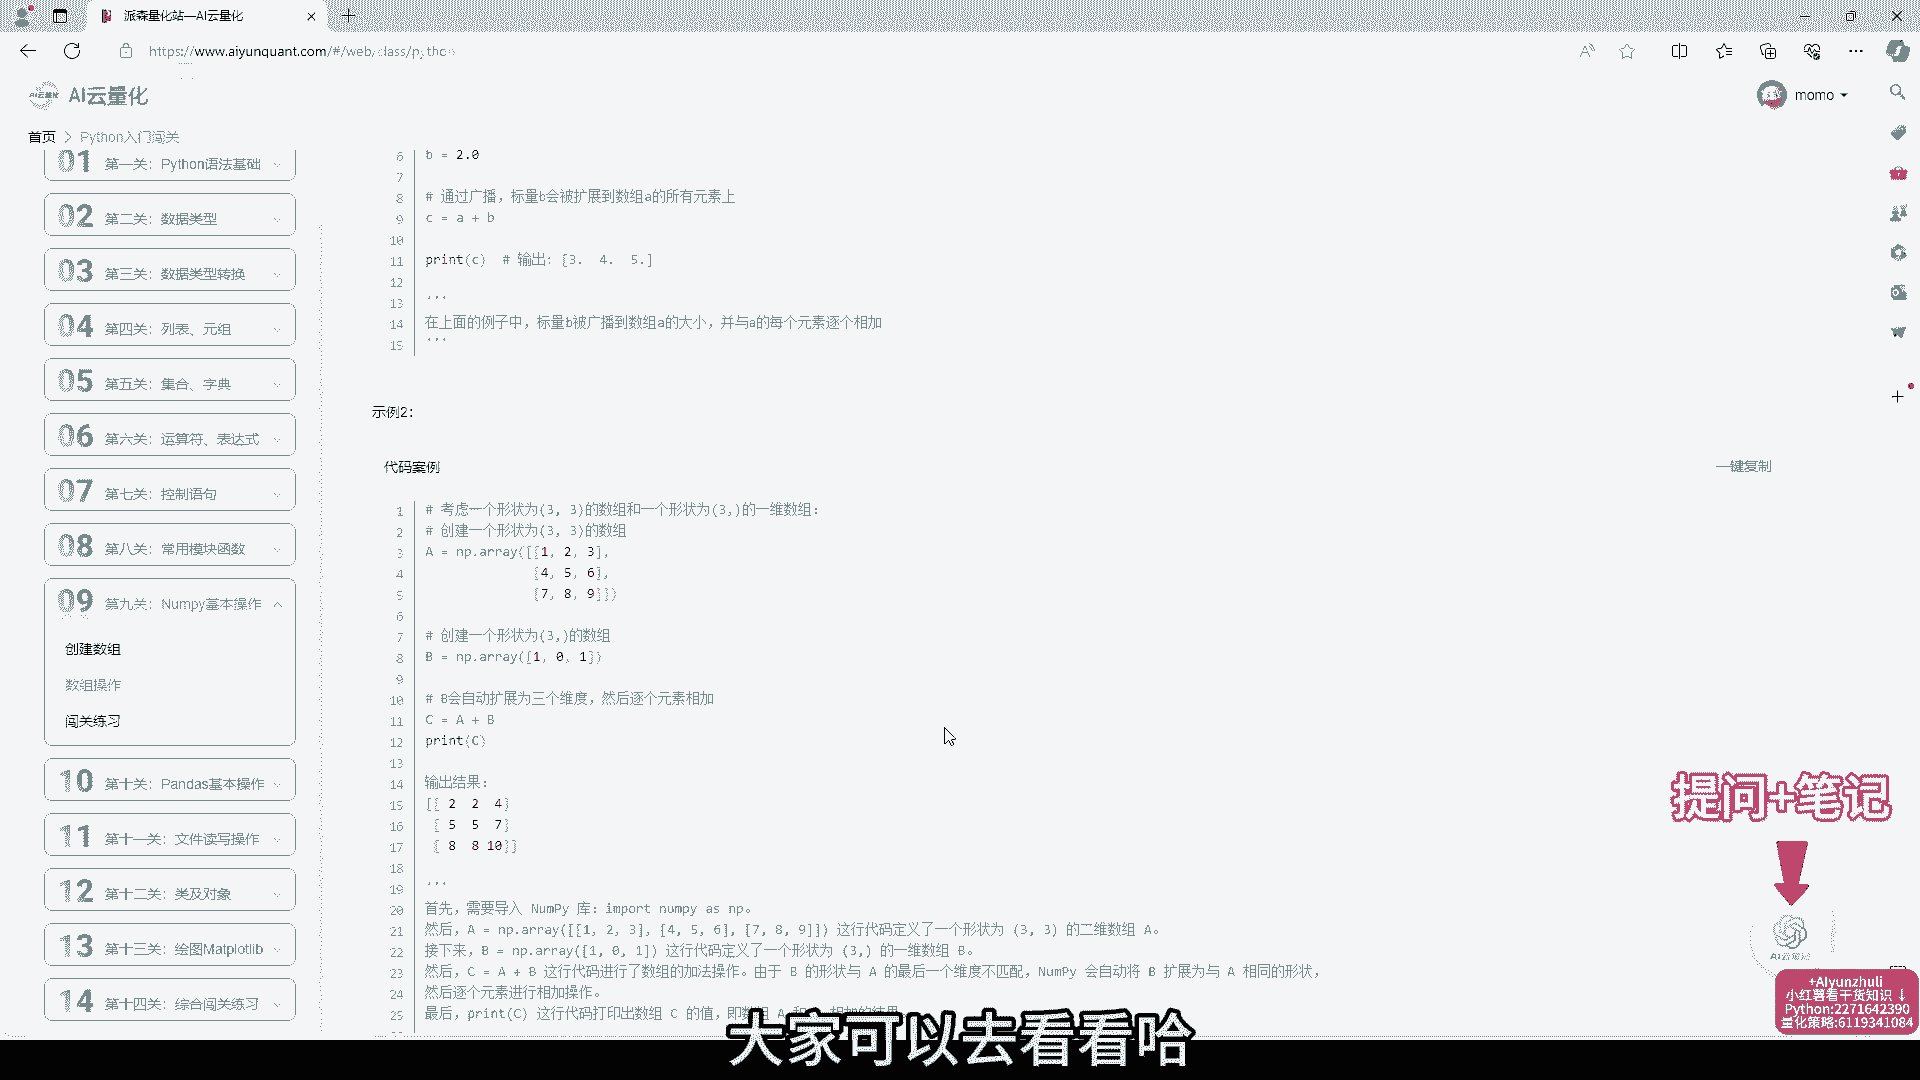 派森量化站—AI云量化
https://www.aiyunquant.com/#/web/class/python
AI云量化
momo
首页 > Python入门闯关
01 第一关：Python语法基础
02 第二关：数据类型
03 第三关：数据类型转换
04 第四关：列表、元组
05 第五关：集合、字典
06 第六关：运算符、表达式
07 第七关：控制语句
08 第八关：常用模块函数
09 第九关：Numpy基本操作
创建数组
数组操作
闯关练习
10 第十关：Pandas基本操作
11 第十一关：文件读写操作
12 第十二关：类及对象
13 第十三关：绘图Matplotlib
14 第十四关：综合闯关练习
6 b = 2.0
7
8 # 通过广播，标量b会被扩展到数组a的所有元素上
9 c = a + b
10
11 print(c)  # 输出: [3.  4.  5.]
12
13 '''
14 在上面的例子中，标量b被广播到数组a的大小，并与a的每个元素逐个相加
15 '''
示例2：
代码案例
一键复制
1 # 考虑一个形状为(3, 3)的数组和一个形状为(3,)的一维数组：
2 # 创建一个形状为(3, 3)的数组
3 A = np.array([[1, 2, 3],
4 [4, 5, 6],
5 [7, 8, 9]])
6
7 # 创建一个形状为(3,)的数组
8 B = np.array([1, 0, 1])
9
10 # B会自动扩展为三个维度，然后逐个元素相加
11 C = A + B
12 print(C)
13
14 输出结果：
15 [[ 2  2  4]
16 [ 5  5  7]
17 [ 8  8 10]]
18
19 '''
20 首先，需要导入 NumPy 库：import numpy as np。
21 然后，A = np.array([[1, 2, 3], [4, 5, 6], [7, 8, 9]]) 这行代码定义了一个形状为 (3, 3) 的二维数组 A。
22 接下来，B = np.array([1, 0, 1]) 这行代码定义了一个形状为 (3,) 的一维数组 B。
23 然后，C = A + B 这行代码进行了数组的加法操作。由于 B 的形状与 A 的最后一个维度不匹配，NumPy 会自动将 B 扩展为与 A 相同的形状，
24 然后逐个元素进行相加操作。
25 最后，print(C) 这行代码打印出数组 C 的值，即数组 A
提问+笔记
AI云笔记
+AIyunzhuli
小红薯看干货知识↓
Python:2271642390
量化策略:6119341084
大家可以去看看哈